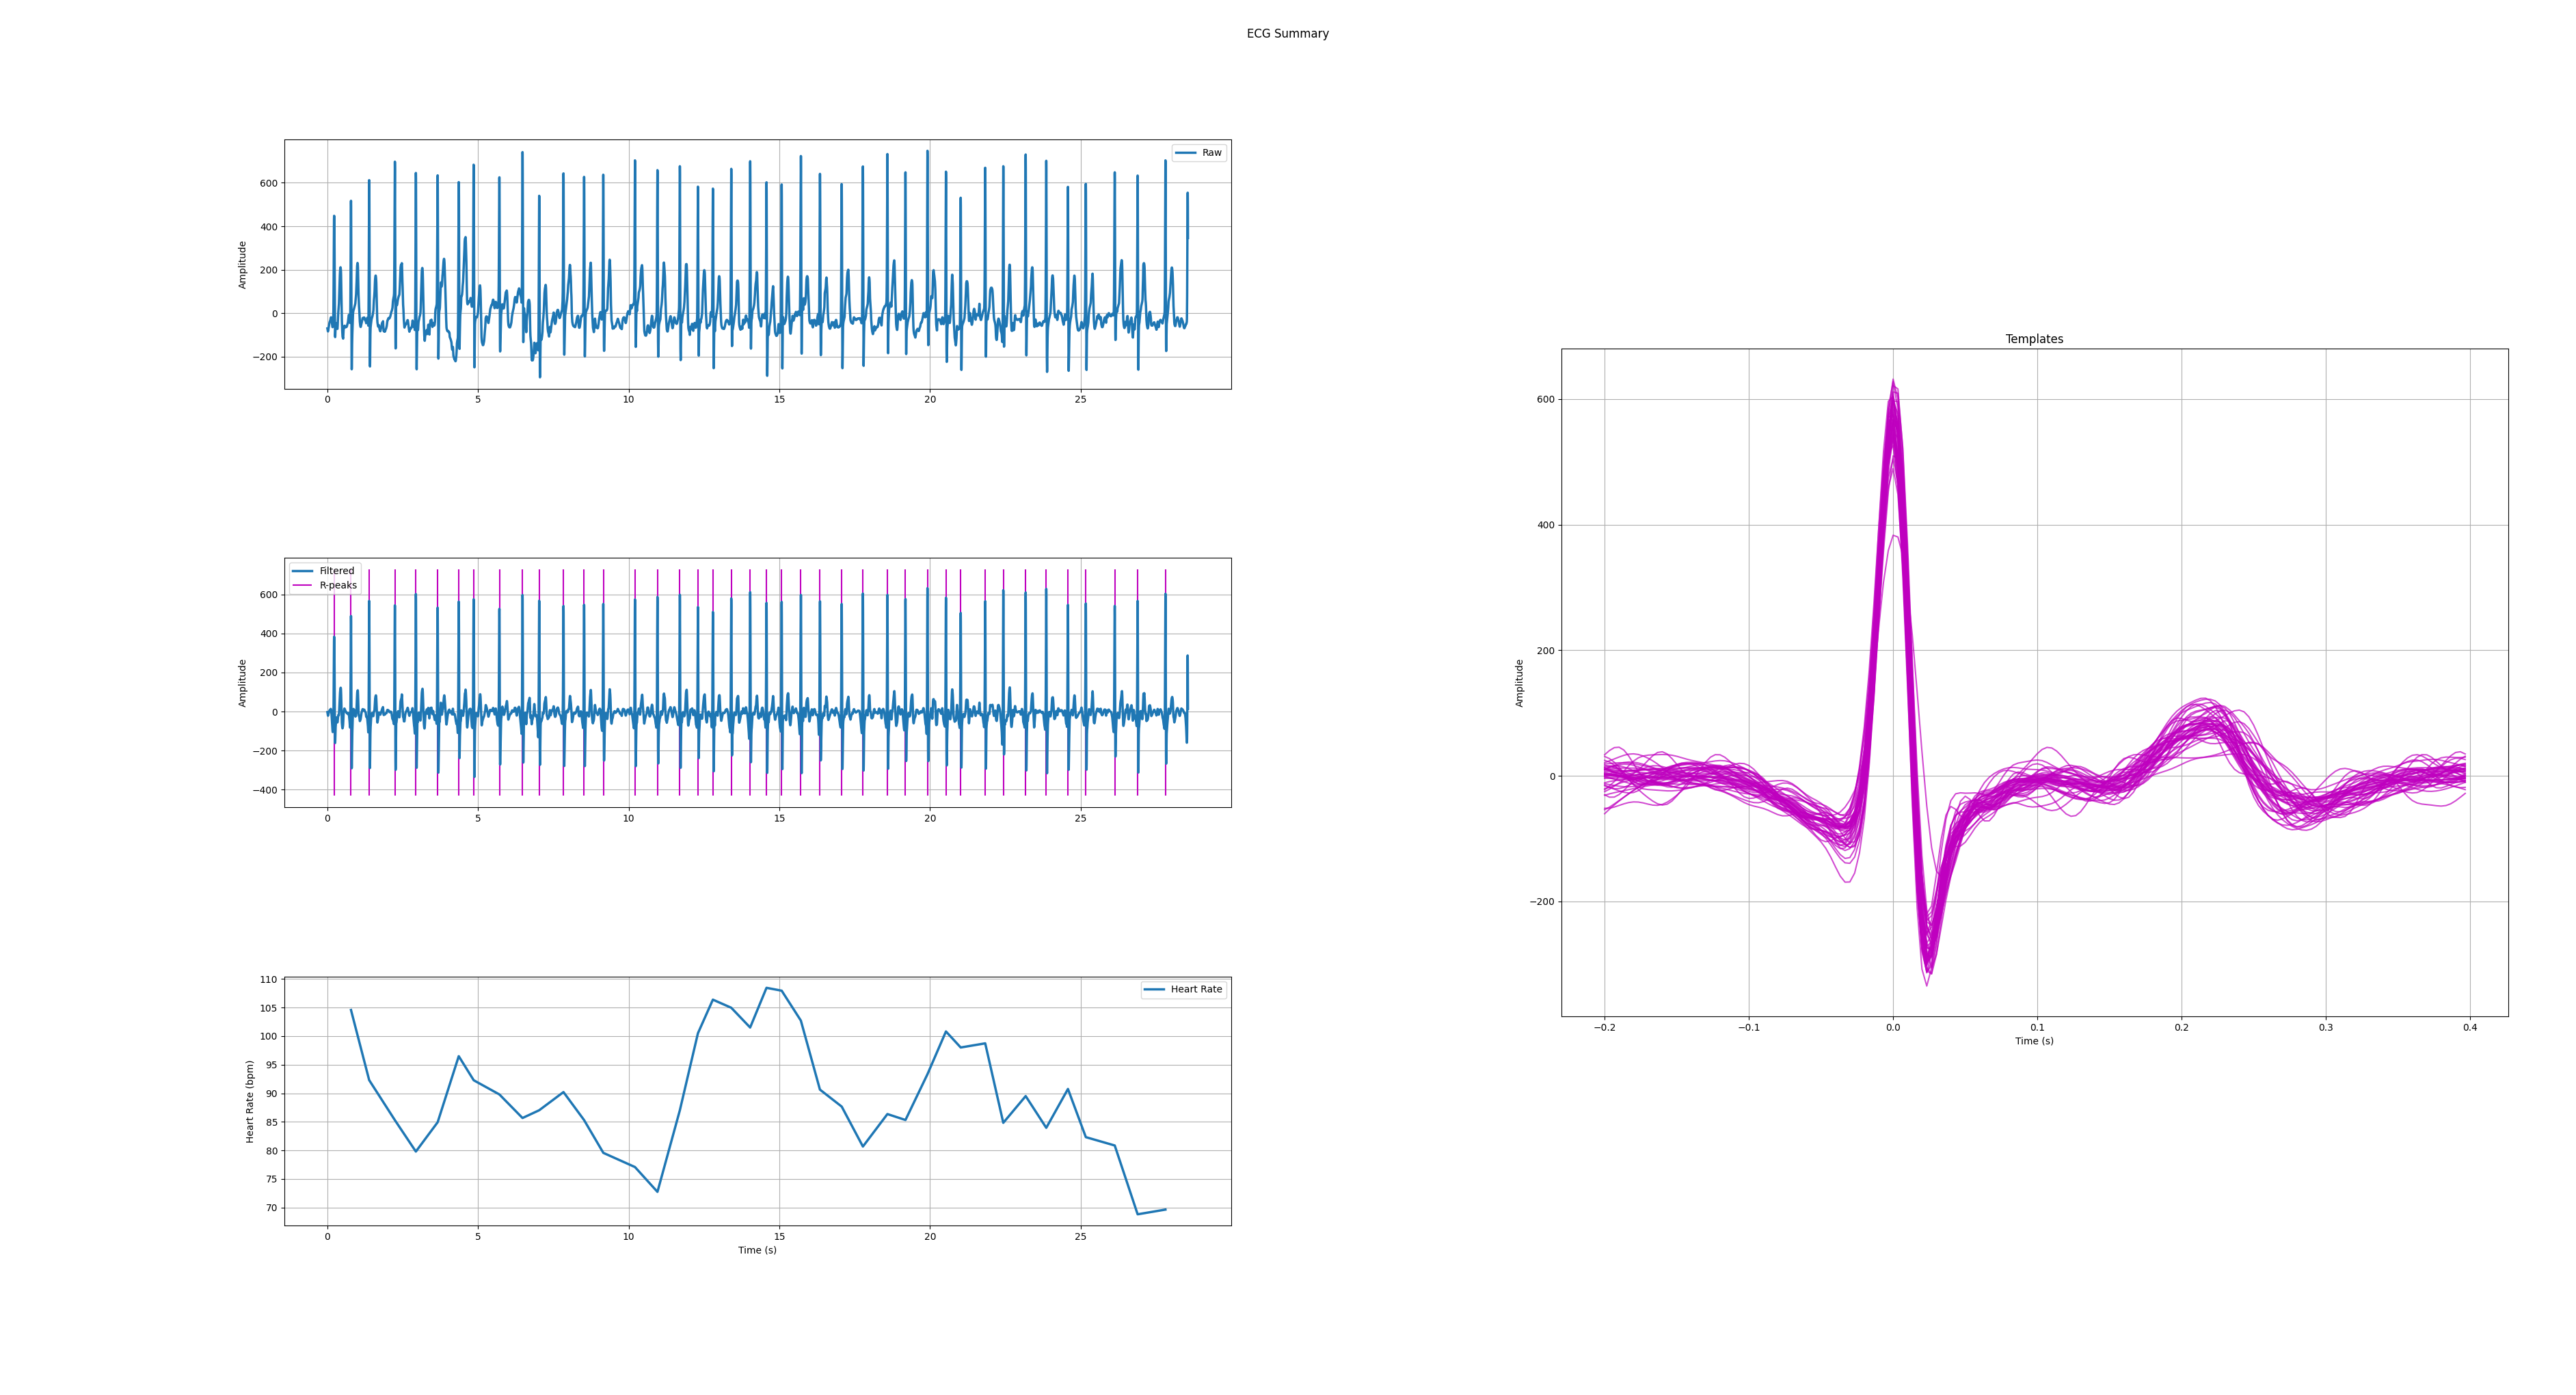 ECG Summary
Raw
Amplitude
600
400
200
0
−200
0 5 10 15 20 25
Filtered
R-peaks
Amplitude
600
400
200
0
−200
−400
0 5 10 15 20 25
Heart Rate
Heart Rate (bpm)
110
105
100
95
90
85
80
75
70
0 5 10 15 20 25
Time (s)
Templates
Amplitude
600
400
200
0
−200
−0.2 −0.1 0.0 0.1 0.2 0.3 0.4
Time (s)